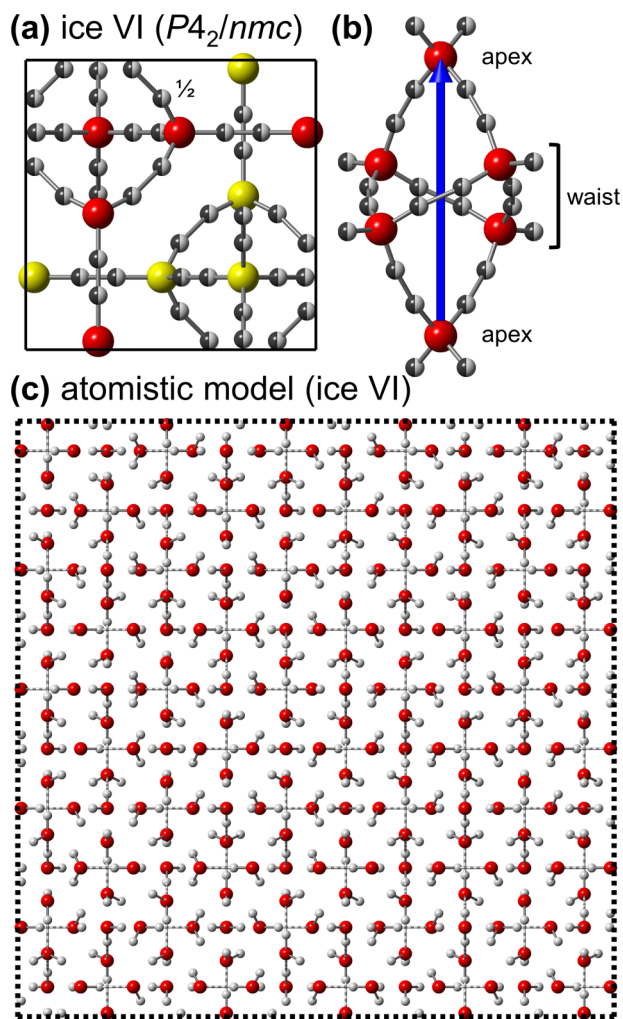 (a) ice VI (P4₂/nmc)
½
(b)
apex
waist
apex
(c) atomistic model (ice VI)